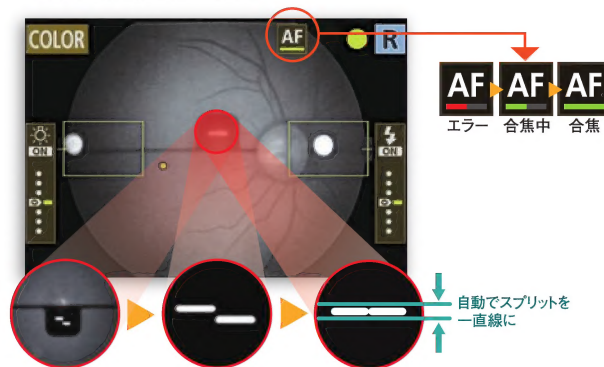 COLOR
AF
R
AF AF AF
エラー 合焦中 合焦
ON
ON
自動でスプリットを
一直線に